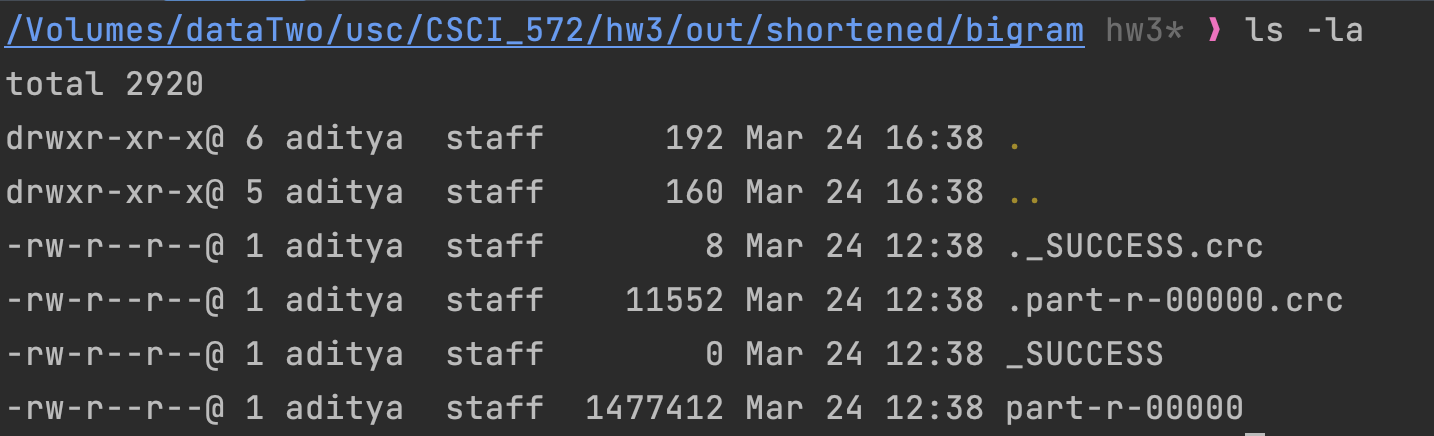 /Volumes/dataTwo/usc/CSCI_572/hw3/out/shortened/bigram hw3* ❯ ls -la
total 2920
drwxr-xr-x@ 6 aditya  staff      192 Mar 24 16:38 .
drwxr-xr-x@ 5 aditya  staff      160 Mar 24 16:38 ..
-rw-r--r--@ 1 aditya  staff        8 Mar 24 12:38 ._SUCCESS.crc
-rw-r--r--@ 1 aditya  staff    11552 Mar 24 12:38 .part-r-00000.crc
-rw-r--r--@ 1 aditya  staff        0 Mar 24 12:38 _SUCCESS
-rw-r--r--@ 1 aditya  staff  1477412 Mar 24 12:38 part-r-00000